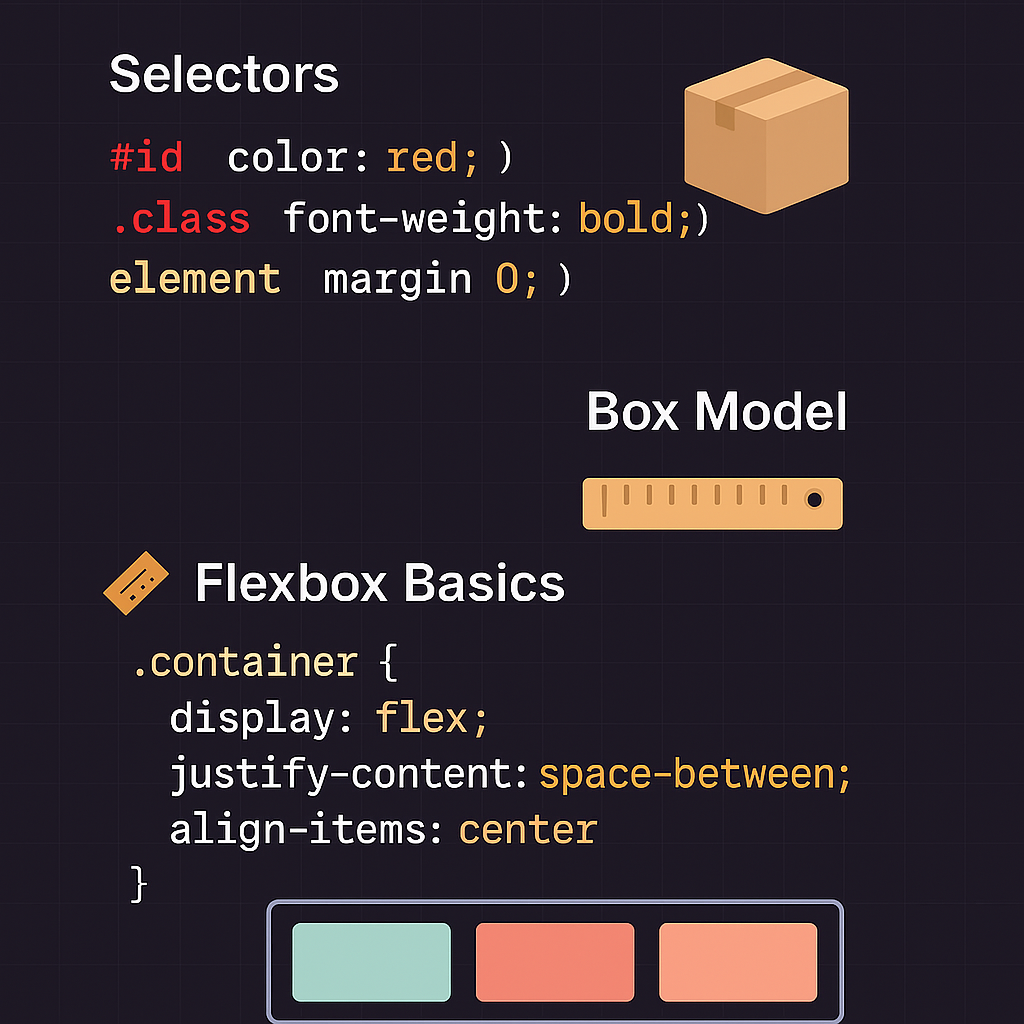 Selectors
#id color: red; )
.class font-weight: bold;)
element margin 0; )
Box Model
Flexbox Basics
.container {
display: flex;
justify-content: space-between;
align-items: center
}